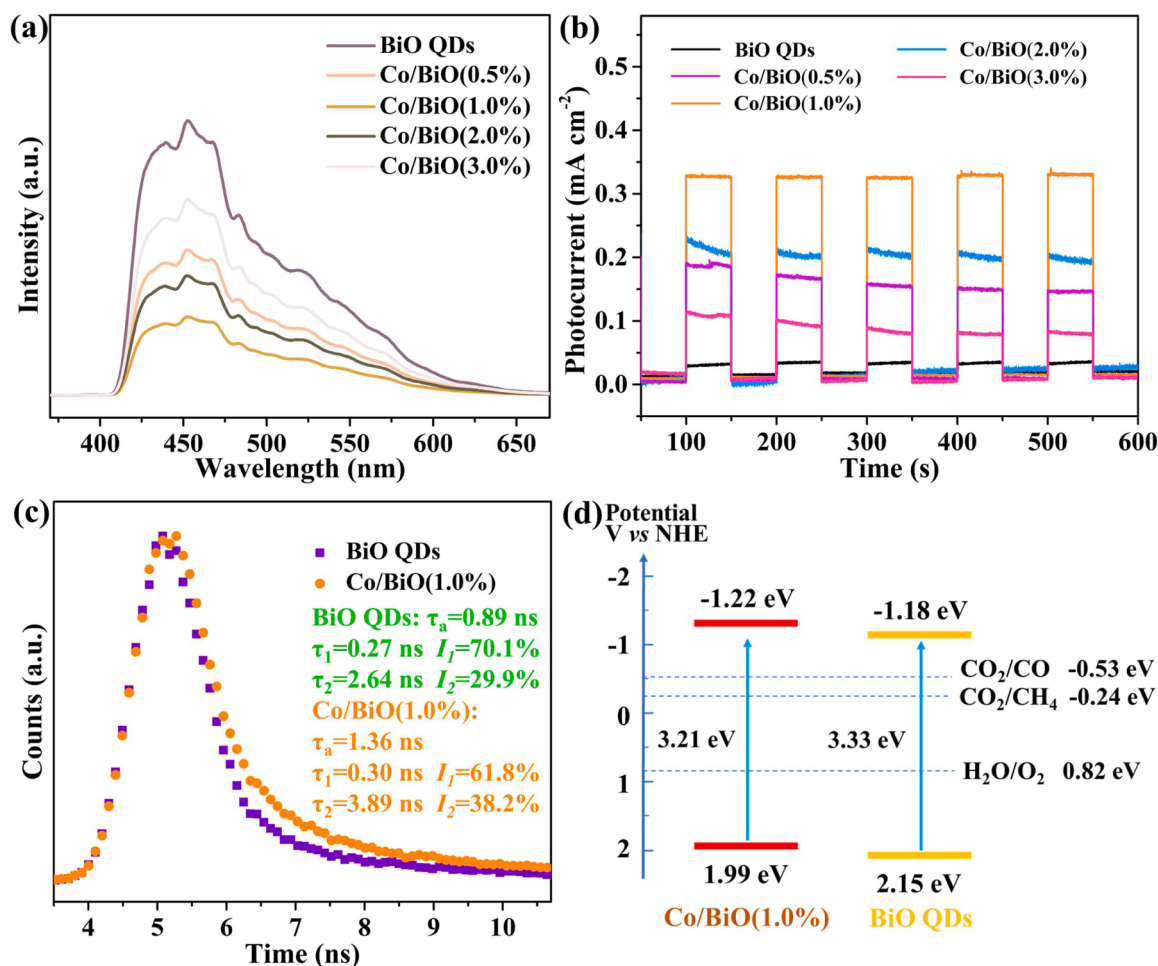 (a)
BiO QDs
Co/BiO(0.5%)
Co/BiO(1.0%)
Co/BiO(2.0%)
Co/BiO(3.0%)
Intensity (a.u.)
400 450 500 550 600 650
Wavelength (nm)
(b)
BiO QDs
Co/BiO(0.5%)
Co/BiO(1.0%)
Co/BiO(2.0%)
Co/BiO(3.0%)
Photocurrent (mA cm⁻²)
0.5
0.4
0.3
0.2
0.1
0.0
100 200 300 400 500 600
Time (s)
(c)
BiO QDs
Co/BiO(1.0%)
BiO QDs: τₐ=0.89 ns
τ₁=0.27 ns I₁=70.1%
τ₂=2.64 ns I₂=29.9%
Co/BiO(1.0%):
τₐ=1.36 ns
τ₁=0.30 ns I₁=61.8%
τ₂=3.89 ns I₂=38.2%
Counts (a.u.)
4 5 6 7 8 9 10
Time (ns)
(d)
Potential
V vs NHE
-2
-1
0
1
2
-1.22 eV
-1.18 eV
CO₂/CO -0.53 eV
CO₂/CH₄ -0.24 eV
3.21 eV
3.33 eV
H₂O/O₂ 0.82 eV
1.99 eV
2.15 eV
Co/BiO(1.0%)
BiO QDs